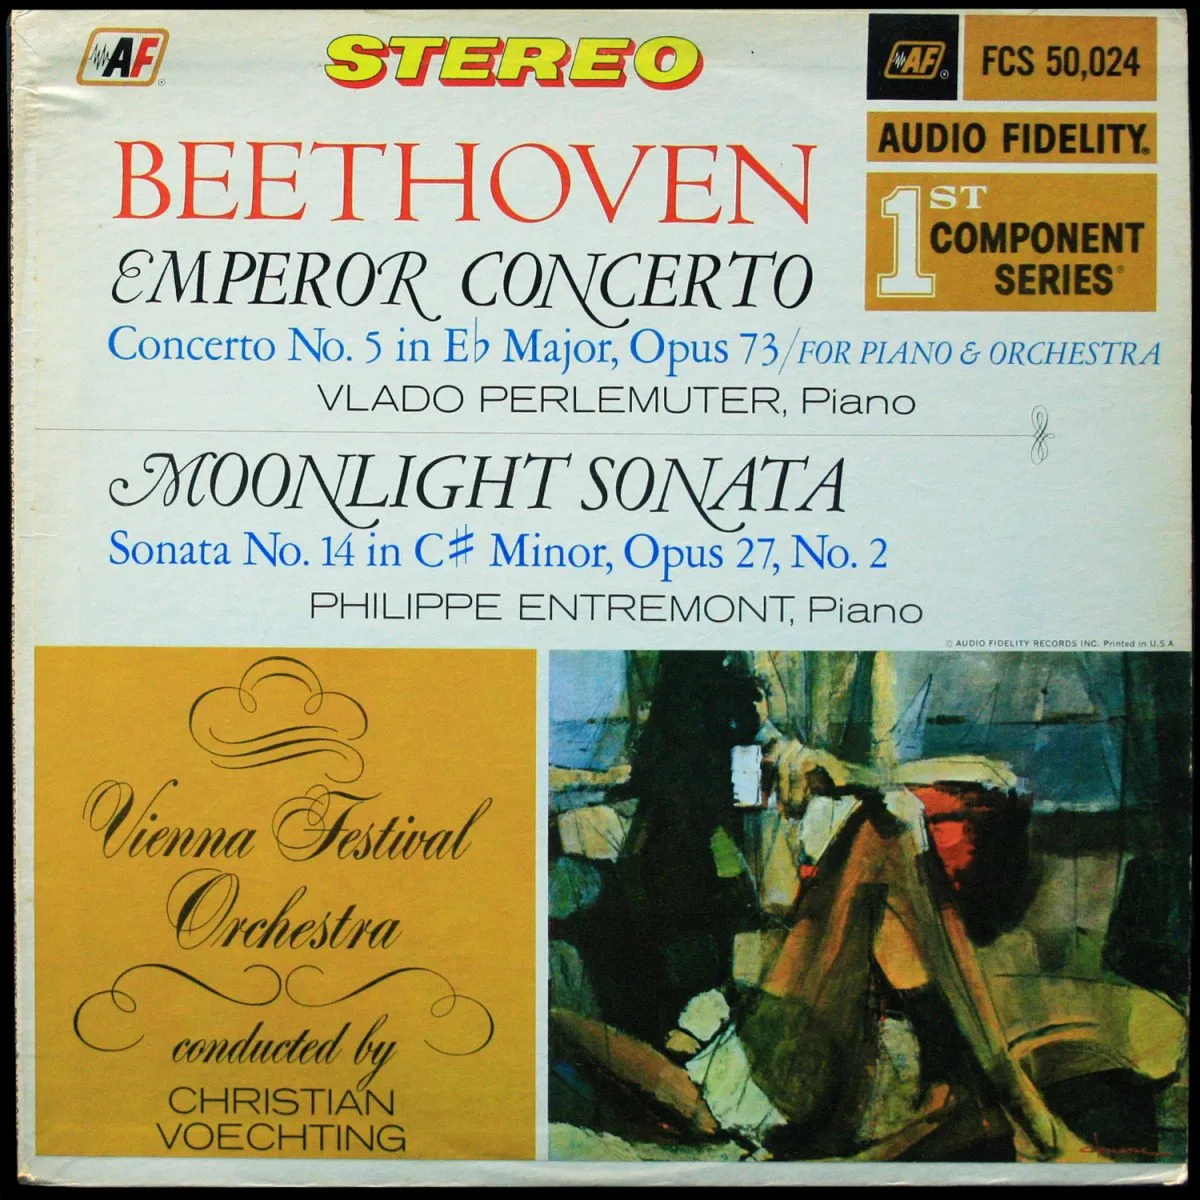 AF
STEREO
AF
FCS 50,024
AUDIO FIDELITY®
1ST
COMPONENT
SERIES®
BEETHOVEN
EMPEROR CONCERTO
Concerto No. 5 in E♭ Major, Opus 73/FOR PIANO & ORCHESTRA
VLADO PERLEMUTER, Piano
MOONLIGHT SONATA
Sonata No. 14 in C♯ Minor, Opus 27, No. 2
PHILIPPE ENTREMONT, Piano
© AUDIO FIDELITY RECORDS INC. Printed in U.S.A.
Vienna Festival
Orchestra
conducted by
CHRISTIAN
VOECHTING